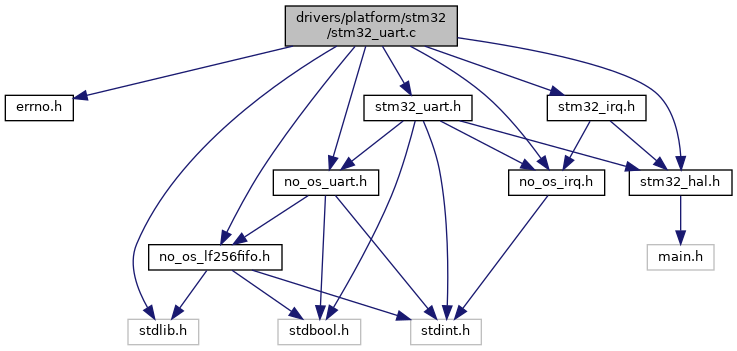 drivers/platform/stm32
/stm32_uart.c
errno.h
stm32_uart.h
stm32_irq.h
no_os_uart.h
no_os_irq.h
stm32_hal.h
no_os_lf256fifo.h
main.h
stdlib.h
stdbool.h
stdint.h